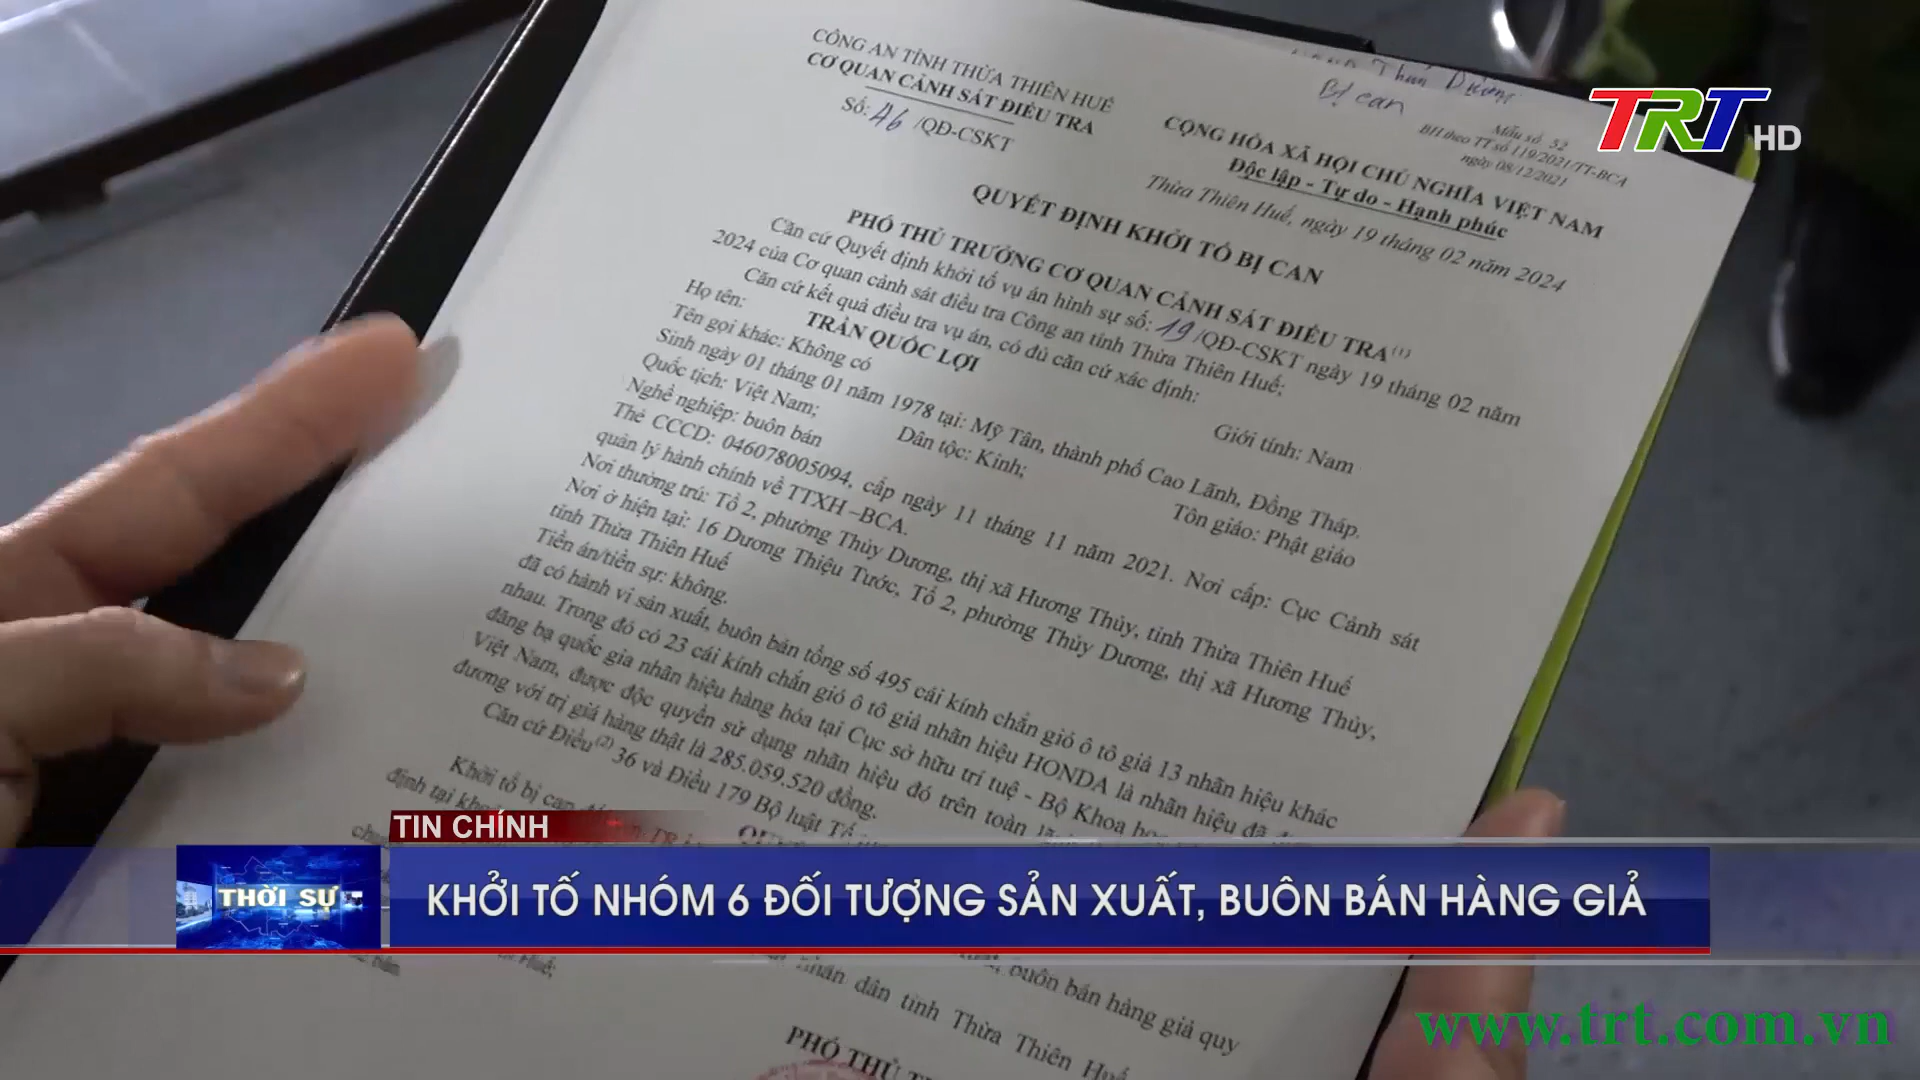 CÔNG AN TỈNH THỪA THIÊN HUẾ
CƠ QUAN CẢNH SÁT ĐIỀU TRA
Số: 46 /QĐ-CSKT
Thuỷ Dương
Bị can
Mẫu số 52
BH theo TT số 119/2021/TT-BCA
ngày 08/12/2021
CỘNG HÒA XÃ HỘI CHỦ NGHĨA VIỆT NAM
Độc lập - Tự do - Hạnh phúc
Thừa Thiên Huế, ngày 19 tháng 02 năm 2024
QUYẾT ĐỊNH KHỞI TỐ BỊ CAN
PHÓ THỦ TRƯỞNG CƠ QUAN CẢNH SÁT ĐIỀU TRA (1)
Căn cứ Quyết định khởi tố vụ án hình sự số: 19 /QĐ-CSKT ngày 19 tháng 02 năm
2024 của Cơ quan cảnh sát điều tra Công an tỉnh Thừa Thiên Huế;
Căn cứ kết quả điều tra vụ án, có đủ căn cứ xác định:
Họ tên: TRẦN QUỐC LỢI Giới tính: Nam
Tên gọi khác: Không có
Sinh ngày 01 tháng 01 năm 1978 tại: Mỹ Tân, thành phố Cao Lãnh, Đồng Tháp.
Quốc tịch: Việt Nam; Dân tộc: Kinh; Tôn giáo: Phật giáo
Nghề nghiệp: buôn bán
Thẻ CCCD: 046078005094, cấp ngày 11 tháng 11 năm 2021. Nơi cấp: Cục Cảnh sát
quản lý hành chính về TTXH –BCA.
Nơi thường trú: Tổ 2, phường Thủy Dương, thị xã Hương Thủy, tỉnh Thừa Thiên Huế
Nơi ở hiện tại: 16 Dương Thiệu Tước, Tổ 2, phường Thủy Dương, thị xã Hương Thủy,
tỉnh Thừa Thiên Huế
Tiền án/tiền sự: không.
đã có hành vi sản xuất, buôn bán tổng số 495 cái kính chắn gió ô tô giả 13 nhãn hiệu khác
nhau. Trong đó có 23 cái kính chắn gió ô tô giả nhãn hiệu HONDA là nhãn hiệu đã
đăng bạ quốc gia nhãn hiệu hàng hóa tại Cục sở hữu trí tuệ - Bộ Khoa
Việt Nam, được độc quyền sử dụng nhãn hiệu đó trên toàn
đương với trị giá hàng thật là 285.059.520 đồng.
Căn cứ Điều (2) 36 và Điều 179 Bộ luật Tố
Khởi tố bị can
định tại
TIN CHÍNH
THỜI SỰ
KHỞI TỐ NHÓM 6 ĐỐI TƯỢNG SẢN XUẤT, BUÔN BÁN HÀNG GIẢ
Huế;
buôn bán hàng giả quy
nhân dân tỉnh Thừa Thiên Huế
PHÓ THỦ
TRT HD
www.trt.com.vn